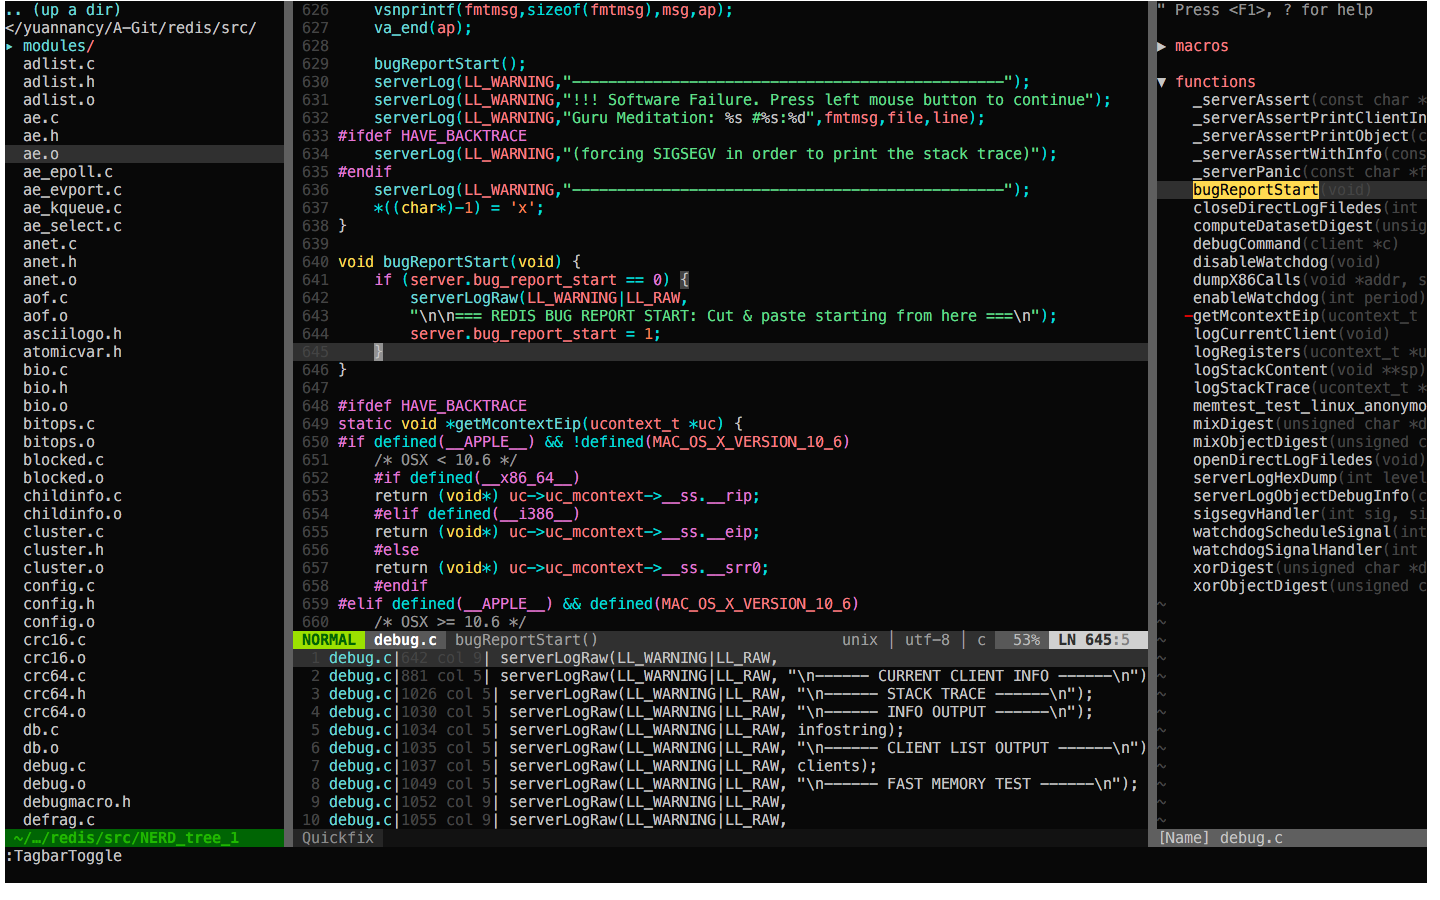 .. (up a dir)
</yuannancy/A-Git/redis/src/
▸ modules/
adlist.c
adlist.h
adlist.o
ae.c
ae.h
ae.o
ae_epoll.c
ae_evport.c
ae_kqueue.c
ae_select.c
anet.c
anet.h
anet.o
aof.c
aof.o
asciilogo.h
atomicvar.h
bio.c
bio.h
bio.o
bitops.c
bitops.o
blocked.c
blocked.o
childinfo.c
childinfo.o
cluster.c
cluster.h
cluster.o
config.c
config.h
config.o
crc16.c
crc16.o
crc64.c
crc64.h
crc64.o
db.c
db.o
debug.c
debug.o
debugmacro.h
defrag.c
~/…/redis/src/NERD_tree_1
626     vsnprintf(fmtmsg,sizeof(fmtmsg),msg,ap);
627     va_end(ap);
628
629     bugReportStart();
630     serverLog(LL_WARNING,"------------------------------------------------");
631     serverLog(LL_WARNING,"!!! Software Failure. Press left mouse button to continue");
632     serverLog(LL_WARNING,"Guru Meditation: %s #%s:%d",fmtmsg,file,line);
633 #ifdef HAVE_BACKTRACE
634     serverLog(LL_WARNING,"(forcing SIGSEGV in order to print the stack trace)");
635 #endif
636     serverLog(LL_WARNING,"------------------------------------------------");
637     *((char*)-1) = 'x';
638 }
639
640 void bugReportStart(void) {
641     if (server.bug_report_start == 0) {
642         serverLogRaw(LL_WARNING|LL_RAW,
643         "\n\n=== REDIS BUG REPORT START: Cut & paste starting from here ===\n");
644         server.bug_report_start = 1;
645     }
646 }
647
648 #ifdef HAVE_BACKTRACE
649 static void *getMcontextEip(ucontext_t *uc) {
650 #if defined(__APPLE__) && !defined(MAC_OS_X_VERSION_10_6)
651     /* OSX < 10.6 */
652     #if defined(__x86_64__)
653     return (void*) uc->uc_mcontext->__ss.__rip;
654     #elif defined(__i386__)
655     return (void*) uc->uc_mcontext->__ss.__eip;
656     #else
657     return (void*) uc->uc_mcontext->__ss.__srr0;
658     #endif
659 #elif defined(__APPLE__) && defined(MAC_OS_X_VERSION_10_6)
660     /* OSX >= 10.6 */
NORMAL debug.c bugReportStart() unix | utf-8 | c 53% LN 645:5
1 debug.c|642 col 9| serverLogRaw(LL_WARNING|LL_RAW,
2 debug.c|881 col 5| serverLogRaw(LL_WARNING|LL_RAW, "\n------ CURRENT CLIENT INFO ------\n")
3 debug.c|1026 col 5| serverLogRaw(LL_WARNING|LL_RAW, "\n------ STACK TRACE ------\n");
4 debug.c|1030 col 5| serverLogRaw(LL_WARNING|LL_RAW, "\n------ INFO OUTPUT ------\n");
5 debug.c|1034 col 5| serverLogRaw(LL_WARNING|LL_RAW, infostring);
6 debug.c|1035 col 5| serverLogRaw(LL_WARNING|LL_RAW, "\n------ CLIENT LIST OUTPUT ------\n")
7 debug.c|1037 col 5| serverLogRaw(LL_WARNING|LL_RAW, clients);
8 debug.c|1049 col 5| serverLogRaw(LL_WARNING|LL_RAW, "\n------ FAST MEMORY TEST ------\n");
9 debug.c|1052 col 9| serverLogRaw(LL_WARNING|LL_RAW,
10 debug.c|1055 col 9| serverLogRaw(LL_WARNING|LL_RAW,
Quickfix
" Press <F1>, ? for help
▶ macros
▼ functions
_serverAssert(const char *
_serverAssertPrintClientIn
_serverAssertPrintObject(c
_serverAssertWithInfo(cons
_serverPanic(const char *f
bugReportStart(void)
closeDirectLogFiledes(int
computeDatasetDigest(unsig
debugCommand(client *c)
disableWatchdog(void)
dumpX86Calls(void *addr, s
enableWatchdog(int period)
-getMcontextEip(ucontext_t
logCurrentClient(void)
logRegisters(ucontext_t *u
logStackContent(void **sp)
logStackTrace(ucontext_t *
memtest_test_linux_anonymo
mixDigest(unsigned char *d
mixObjectDigest(unsigned c
openDirectLogFiledes(void)
serverLogHexDump(int level
serverLogObjectDebugInfo(c
sigsegvHandler(int sig, si
watchdogScheduleSignal(int
watchdogSignalHandler(int
xorDigest(unsigned char *d
xorObjectDigest(unsigned c
~
~
~
~
~
~
~
~
~
~
~
~
~
[Name] debug.c
:TagbarToggle